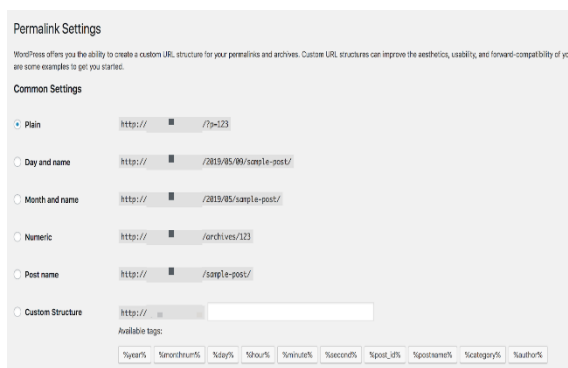 Permalink Settings
WordPress offers you the ability to create a custom URL structure for your permalinks and archives. Custom URL structures can improve the aesthetics, usability, and forward-compatibility of yo
are some examples to get you started.
Common Settings
Plain http:// /?p=123
Day and name http:// /2019/05/09/sample-post/
Month and name http:// /2019/05/sample-post/
Numeric http:// /archives/123
Post name http:// /sample-post/
Custom Structure http://
Available tags:
%year% %monthnum% %day% %hour% %minute% %second% %post_id% %postname% %category% %author%